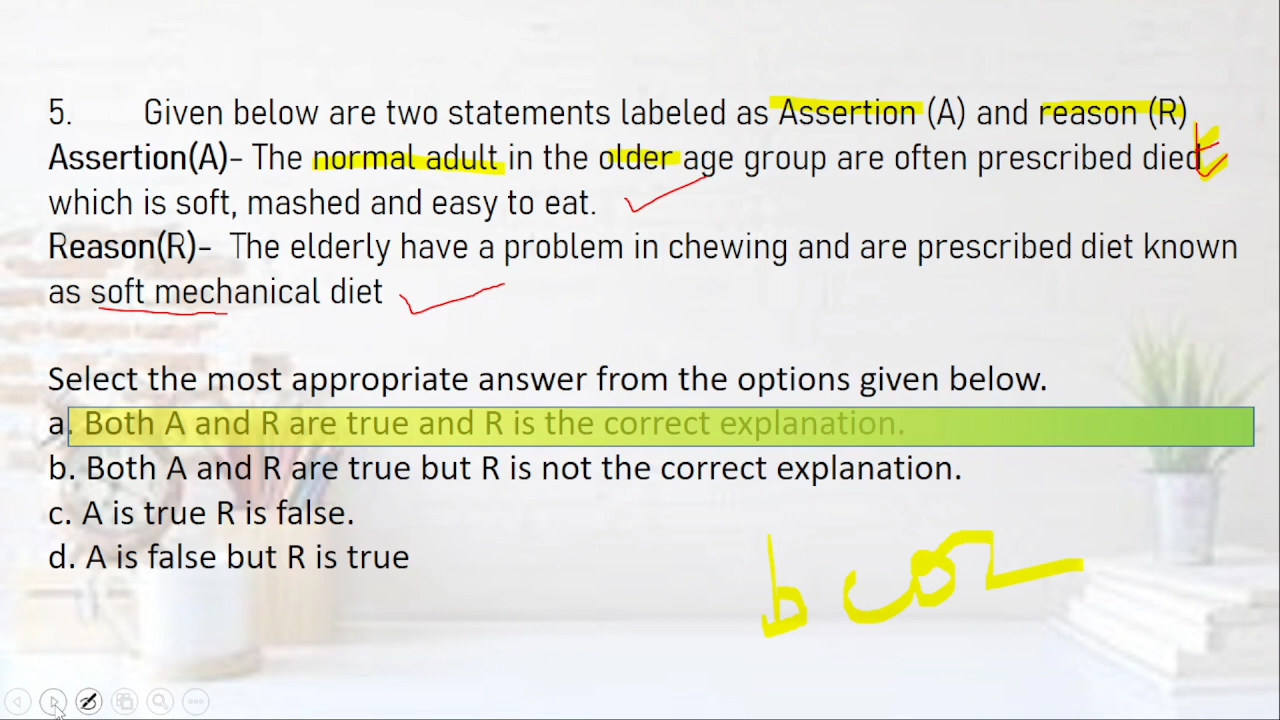 5. Given below are two statements labeled as Assertion (A) and reason (R)
Assertion(A)- The normal adult in the older age group are often prescribed died
which is soft, mashed and easy to eat.
Reason(R)- The elderly have a problem in chewing and are prescribed diet known
as soft mechanical diet
Select the most appropriate answer from the options given below.
a. Both A and R are true and R is the correct explanation.
b. Both A and R are true but R is not the correct explanation.
c. A is true R is false.
d. A is false but R is true
b coz